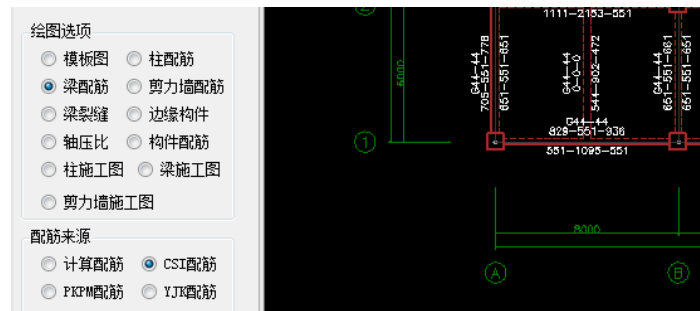 绘图选项
模板图 柱配筋
梁配筋 剪力墙配筋
梁裂缝 边缘构件
轴压比 构件配筋
柱施工图 梁施工图
剪力墙施工图
配筋来源
计算配筋 CSI配筋
PKPM配筋 YJK配筋
1111-2153-551
G44-44
705-551-778
651-551-851
G44-44
0-0-0
544-902-472
G44-44
651-551-661
551-551-651
6000
G44-44
829-551-936
551-1095-551
1
8000
A
B